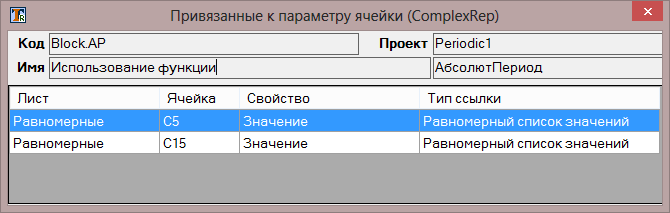 Привязанные к параметру ячейки (ComplexRep)
Код Block.AP Проект Periodic1
Имя Использование функции АбсолютПериод
Лист Ячейка Свойство Тип ссылки
Равномерные C5 Значение Равномерный список значений
Равномерные C15 Значение Равномерный список значений